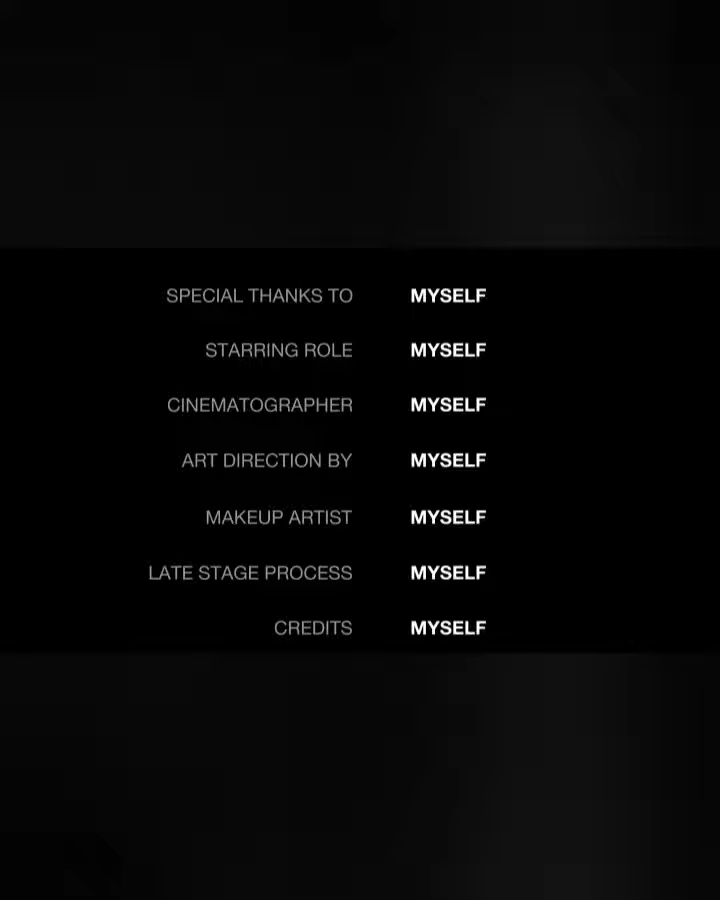 SPECIAL THANKS TO MYSELF
STARRING ROLE MYSELF
CINEMATOGRAPHER MYSELF
ART DIRECTION BY MYSELF
MAKEUP ARTIST MYSELF
LATE STAGE PROCESS MYSELF
CREDITS MYSELF